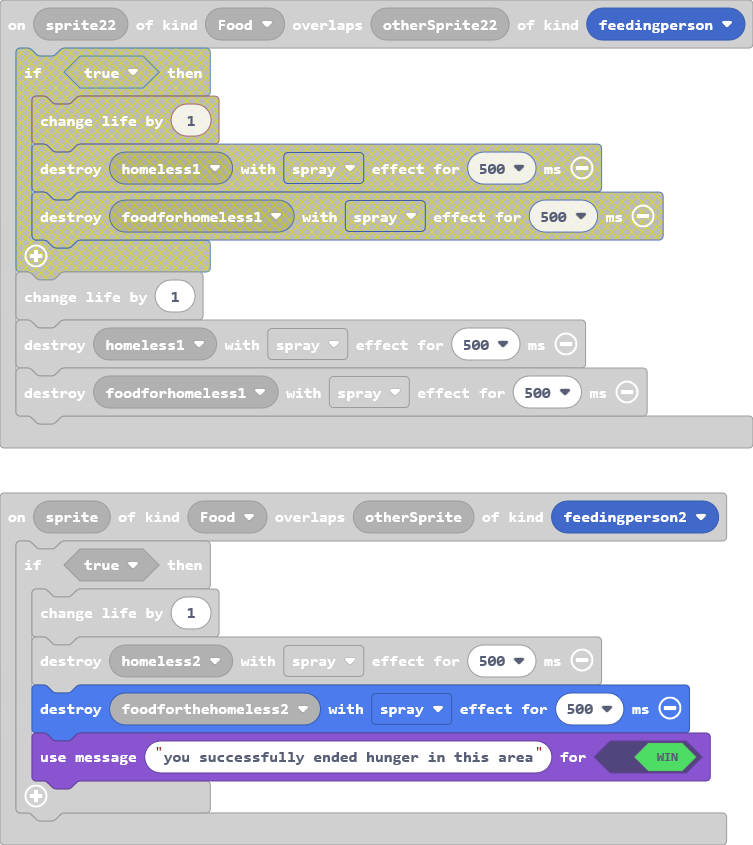 on sprite22 of kind Food overlaps otherSprite22 of kind feedingperson
if true then
change life by 1
destroy homeless1 with spray effect for 500 ms
destroy foodforhomeless1 with spray effect for 500 ms
change life by 1
destroy homeless1 with spray effect for 500 ms
destroy foodforhomeless1 with spray effect for 500 ms
on sprite of kind Food overlaps otherSprite of kind feedingperson2
if true then
change life by 1
destroy homeless2 with spray effect for 500 ms
destroy foodforthehomeless2 with spray effect for 500 ms
use message "you successfully ended hunger in this area" for WIN